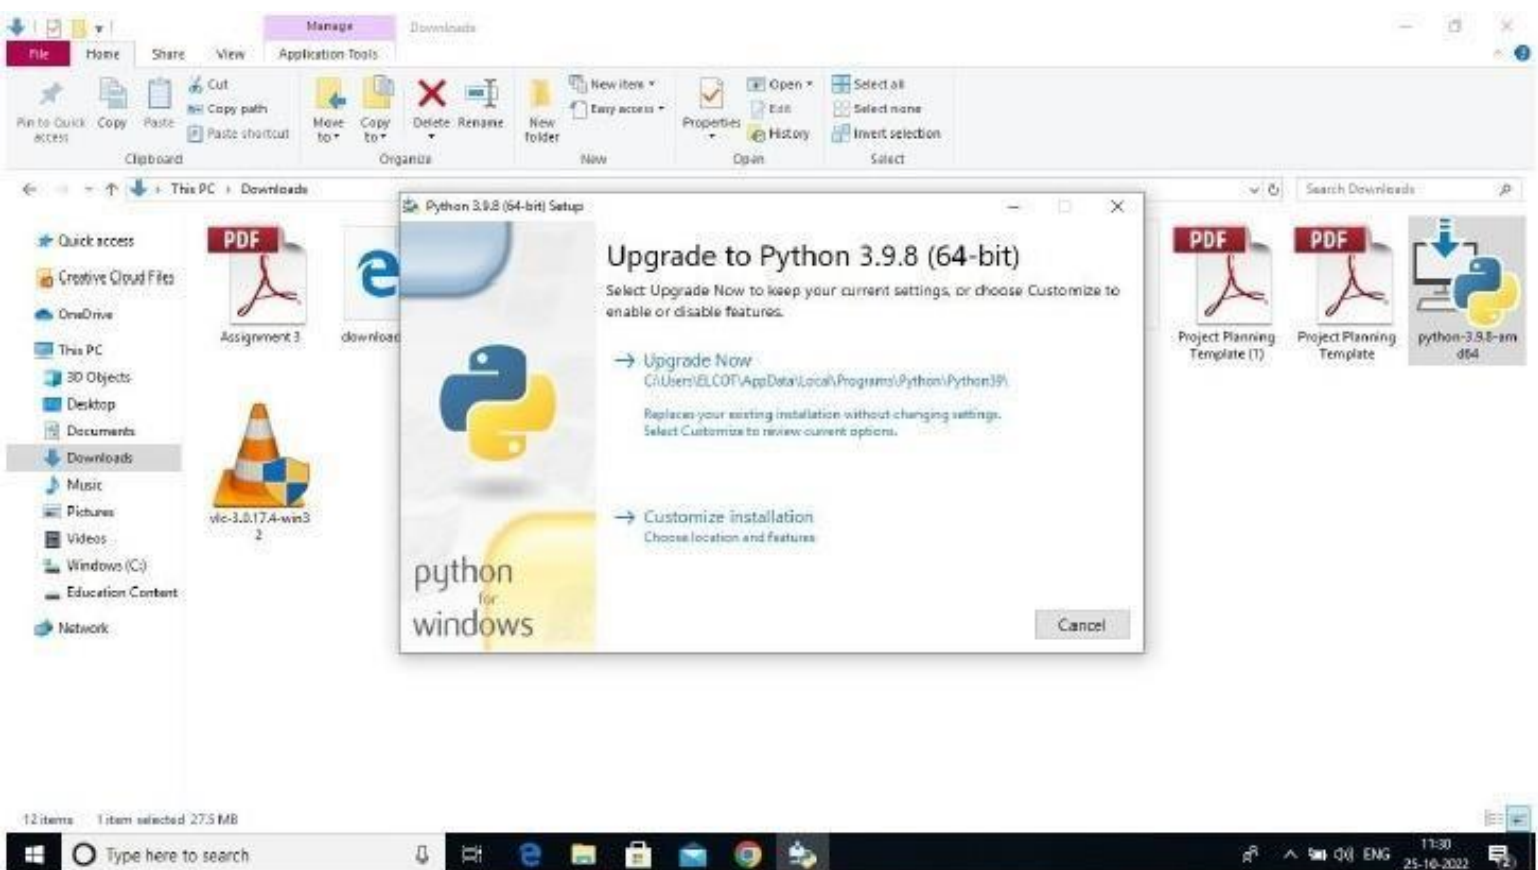 Manage
Downloads
File
Home
Share
View
Application Tools
Pin to Quick
access
Copy
Paste
Cut
Copy path
Paste shortcut
Move
to
Copy
to
Delete
Rename
New
folder
New item
Easy access
Properties
Open
Edit
History
Select all
Select none
Invert selection
Clipboard
Organize
New
Open
Select
This PC
Downloads
Search Downloads
Quick access
Creative Cloud Files
OneDrive
This PC
3D Objects
Desktop
Documents
Downloads
Music
Pictures
Videos
Windows (C:)
Education Content
Network
PDF
Assignment 3
download
vlc-3.0.17.4-win3
2
Python 3.9.8 (64-bit) Setup
Upgrade to Python 3.9.8 (64-bit)
Select Upgrade Now to keep your current settings, or choose Customize to
enable or disable features.
Upgrade Now
C:\Users\ELCOT\AppData\Local\Programs\Python\Python39\
Replaces your existing installation without changing settings.
Select Customize to review current options.
Customize installation
Choose location and features
python
for
windows
Cancel
PDF
Project Planning
Template (1)
PDF
Project Planning
Template
python-3.9.8-am
d64
12 items
1 item selected 27.5 MB
Type here to search
ENG
11:30
25-10-2022
2